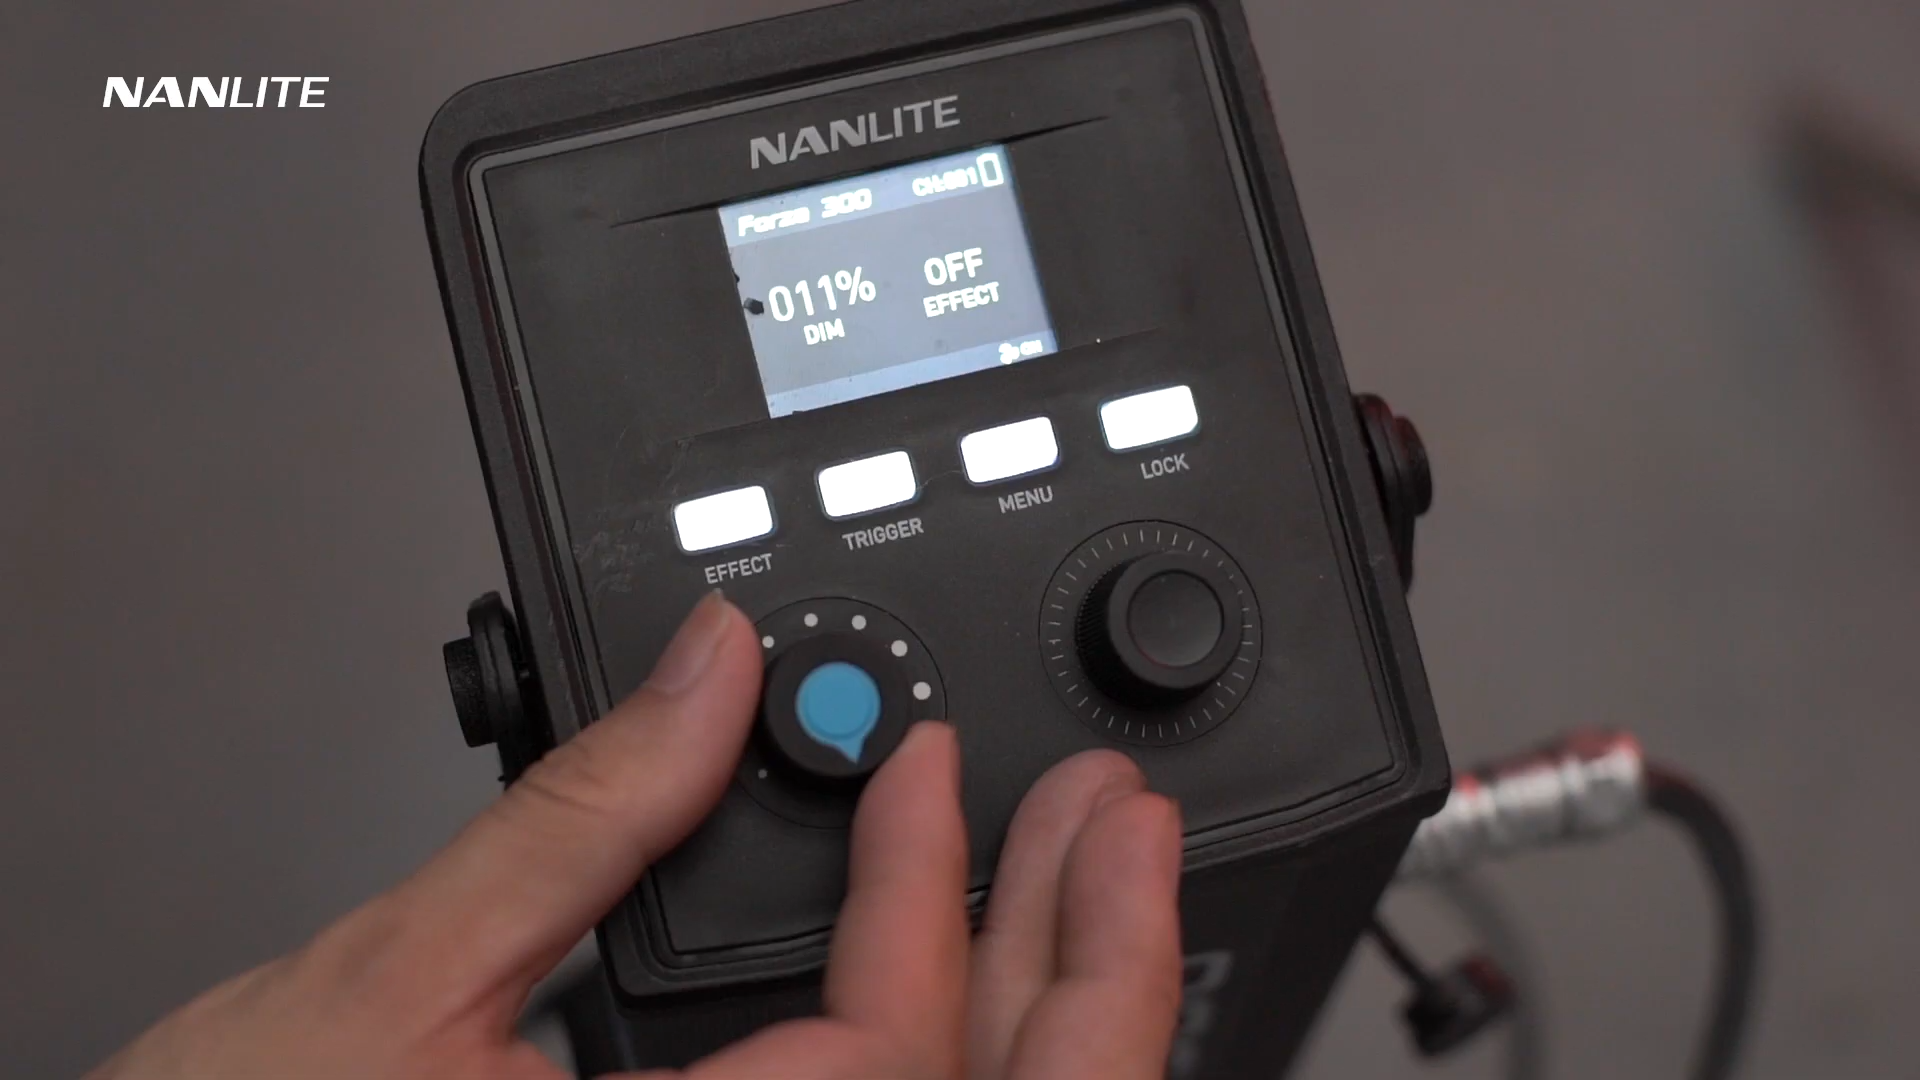 NANLITE
NANLITE
Forza 300 CH:001
011% OFF
DIM EFFECT
EFFECT TRIGGER MENU LOCK